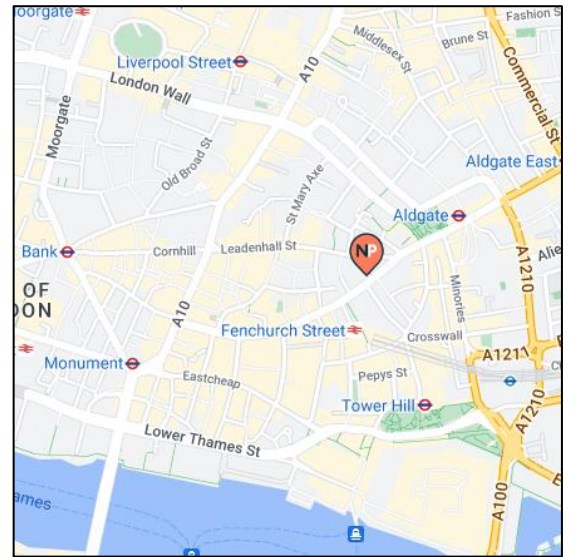 Moorgate
Fashion S
Middlesex St
Brune St
Liverpool Street
A10
London Wall
Commercial St
Moorgate
Old Broad St
St Mary Axe
Aldgate East
Aldgate
NP
Bank
Cornhill
Leadenhall St
A1210
Alie
Minories
OF
DON
A10
Fenchurch Street
Crosswall
A1211
Monument
Eastcheap
Pepys St
Tower Hill
A1210
Lower Thames St
ames
A100